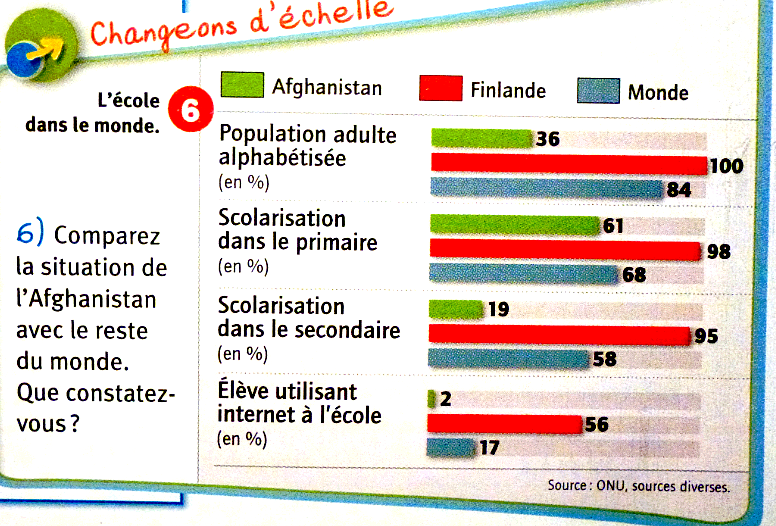 Changeons d'échelle
L'école
dans le monde.
6
Afghanistan
Finlande
Monde
Population adulte
alphabétisée
(en %)
36
100
84
Scolarisation
dans le primaire
(en %)
61
98
68
Scolarisation
dans le secondaire
(en %)
19
95
58
Élève utilisant
internet à l'école
(en %)
2
56
17
6) Comparez
la situation de
l'Afghanistan
avec le reste
du monde.
Que constatez-
vous ?
Source : ONU, sources diverses.